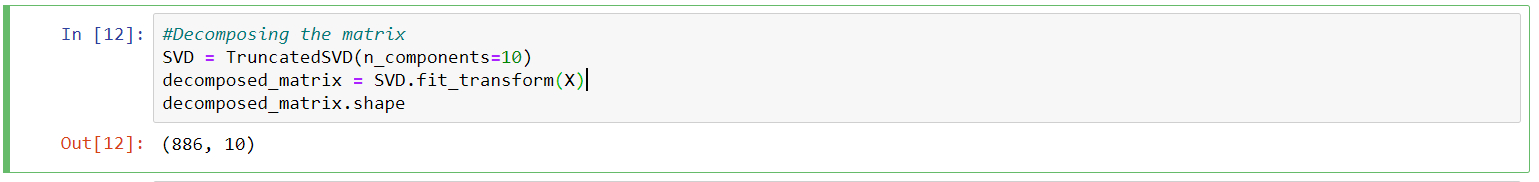 In [12]: #Decomposing the matrix
SVD = TruncatedSVD(n_components=10)
decomposed_matrix = SVD.fit_transform(X)
decomposed_matrix.shape
Out[12]: (886, 10)